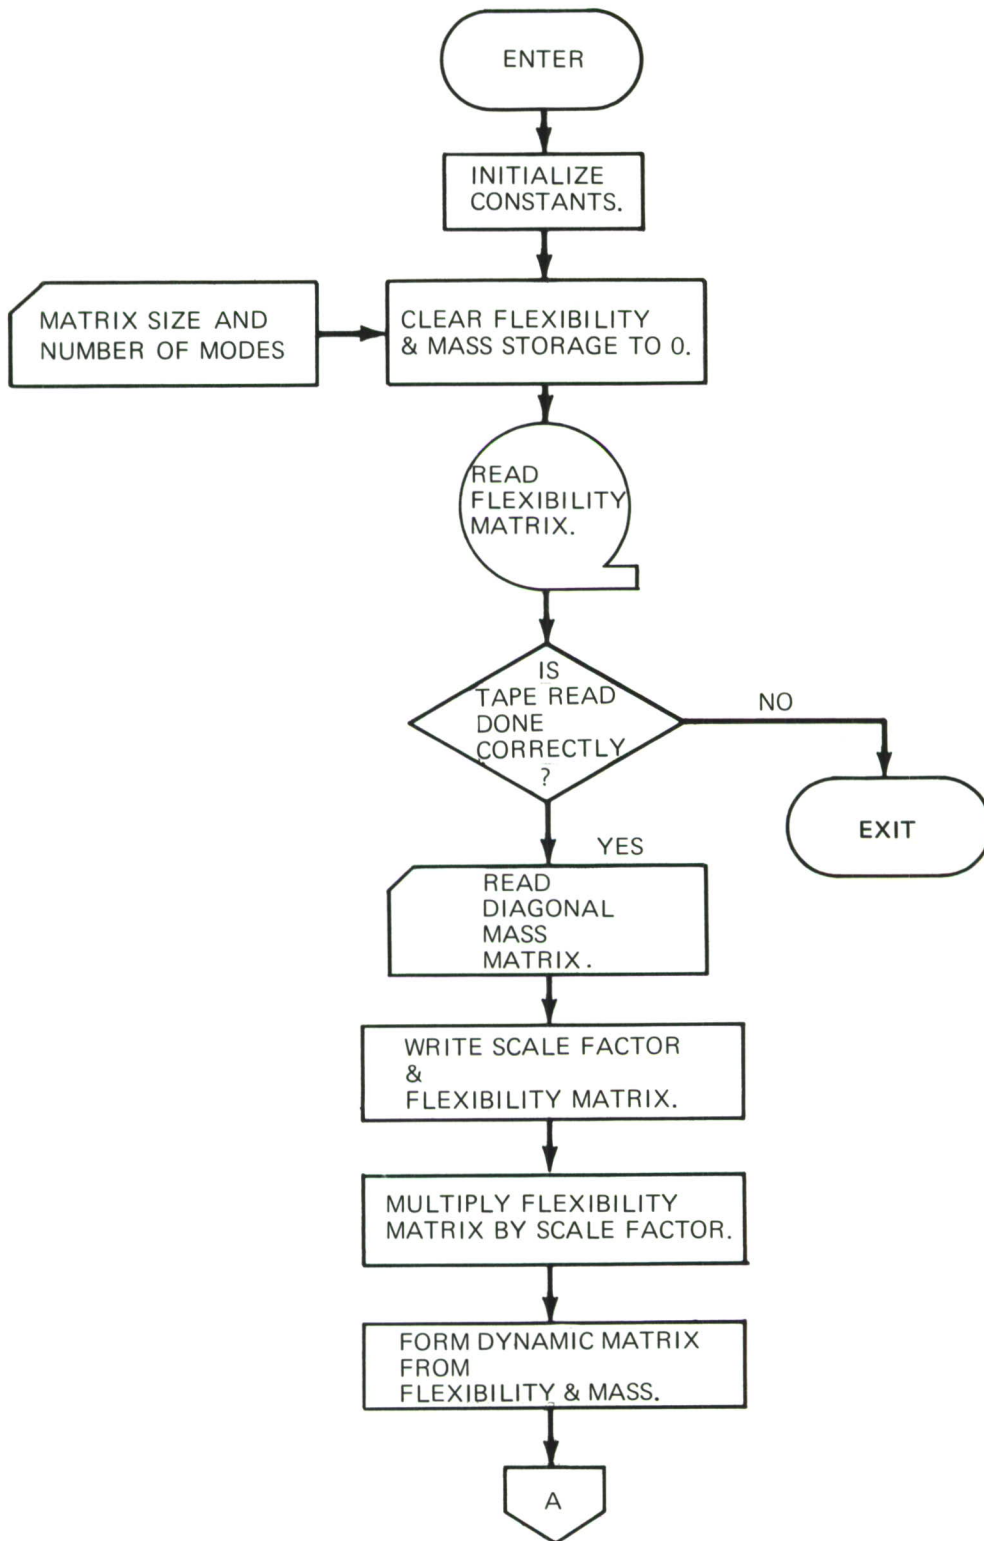 ENTER
INITIALIZE
CONSTANTS.
MATRIX SIZE AND
NUMBER OF MODES
CLEAR FLEXIBILITY
& MASS STORAGE TO 0.
READ
FLEXIBILITY
MATRIX.
IS
TAPE READ
DONE
CORRECTLY
?
NO
EXIT
YES
READ
DIAGONAL
MASS
MATRIX.
WRITE SCALE FACTOR
&
FLEXIBILITY MATRIX.
MULTIPLY FLEXIBILITY
MATRIX BY SCALE FACTOR.
FORM DYNAMIC MATRIX
FROM
FLEXIBILITY & MASS.
A